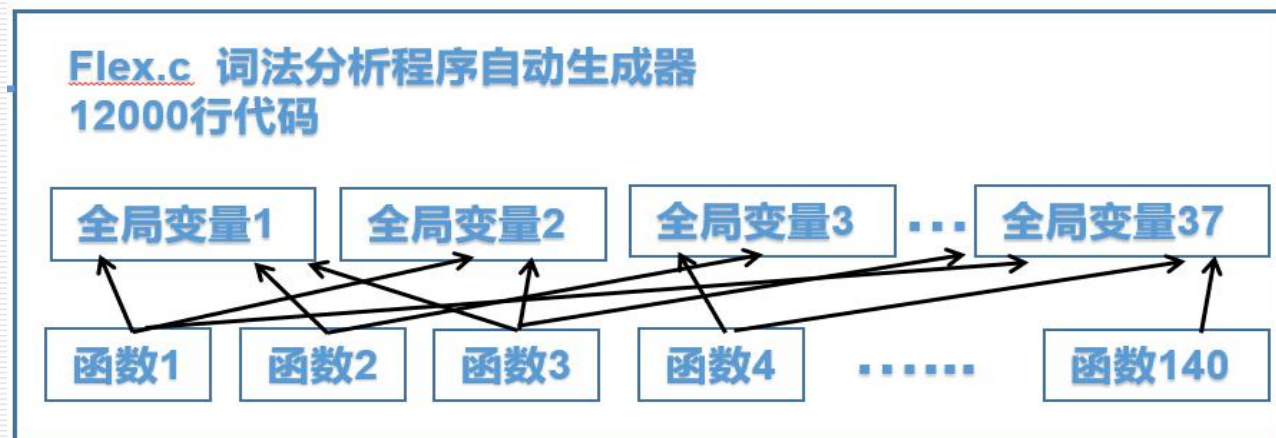 Flex.c 词法分析程序自动生成器
12000行代码
全局变量1 全局变量2 全局变量3 ... 全局变量37
函数1 函数2 函数3 函数4 ...... 函数140